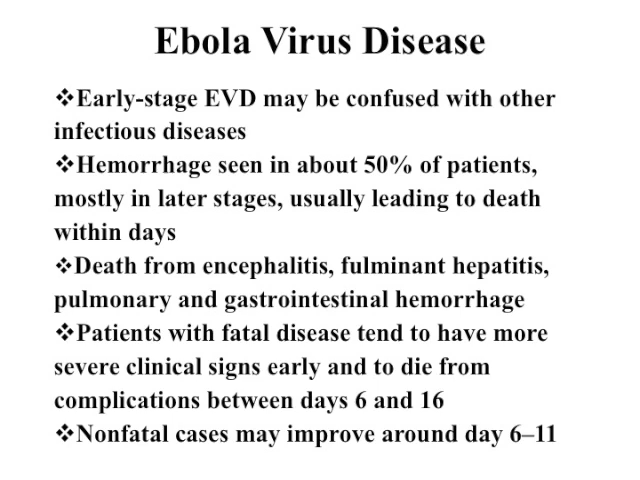 Ebola Virus Disease
❖Early-stage EVD may be confused with other
infectious diseases
❖Hemorrhage seen in about 50% of patients,
mostly in later stages, usually leading to death
within days
❖Death from encephalitis, fulminant hepatitis,
pulmonary and gastrointestinal hemorrhage
❖Patients with fatal disease tend to have more
severe clinical signs early and to die from
complications between days 6 and 16
❖Nonfatal cases may improve around day 6–11